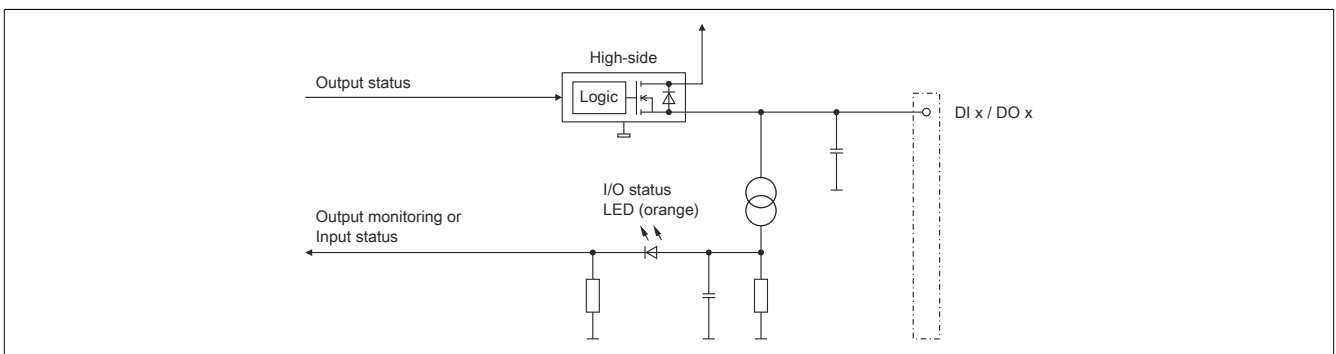 High-side
Output status
Logic
DI x / DO x
I/O status
LED (orange)
Output monitoring or
Input status